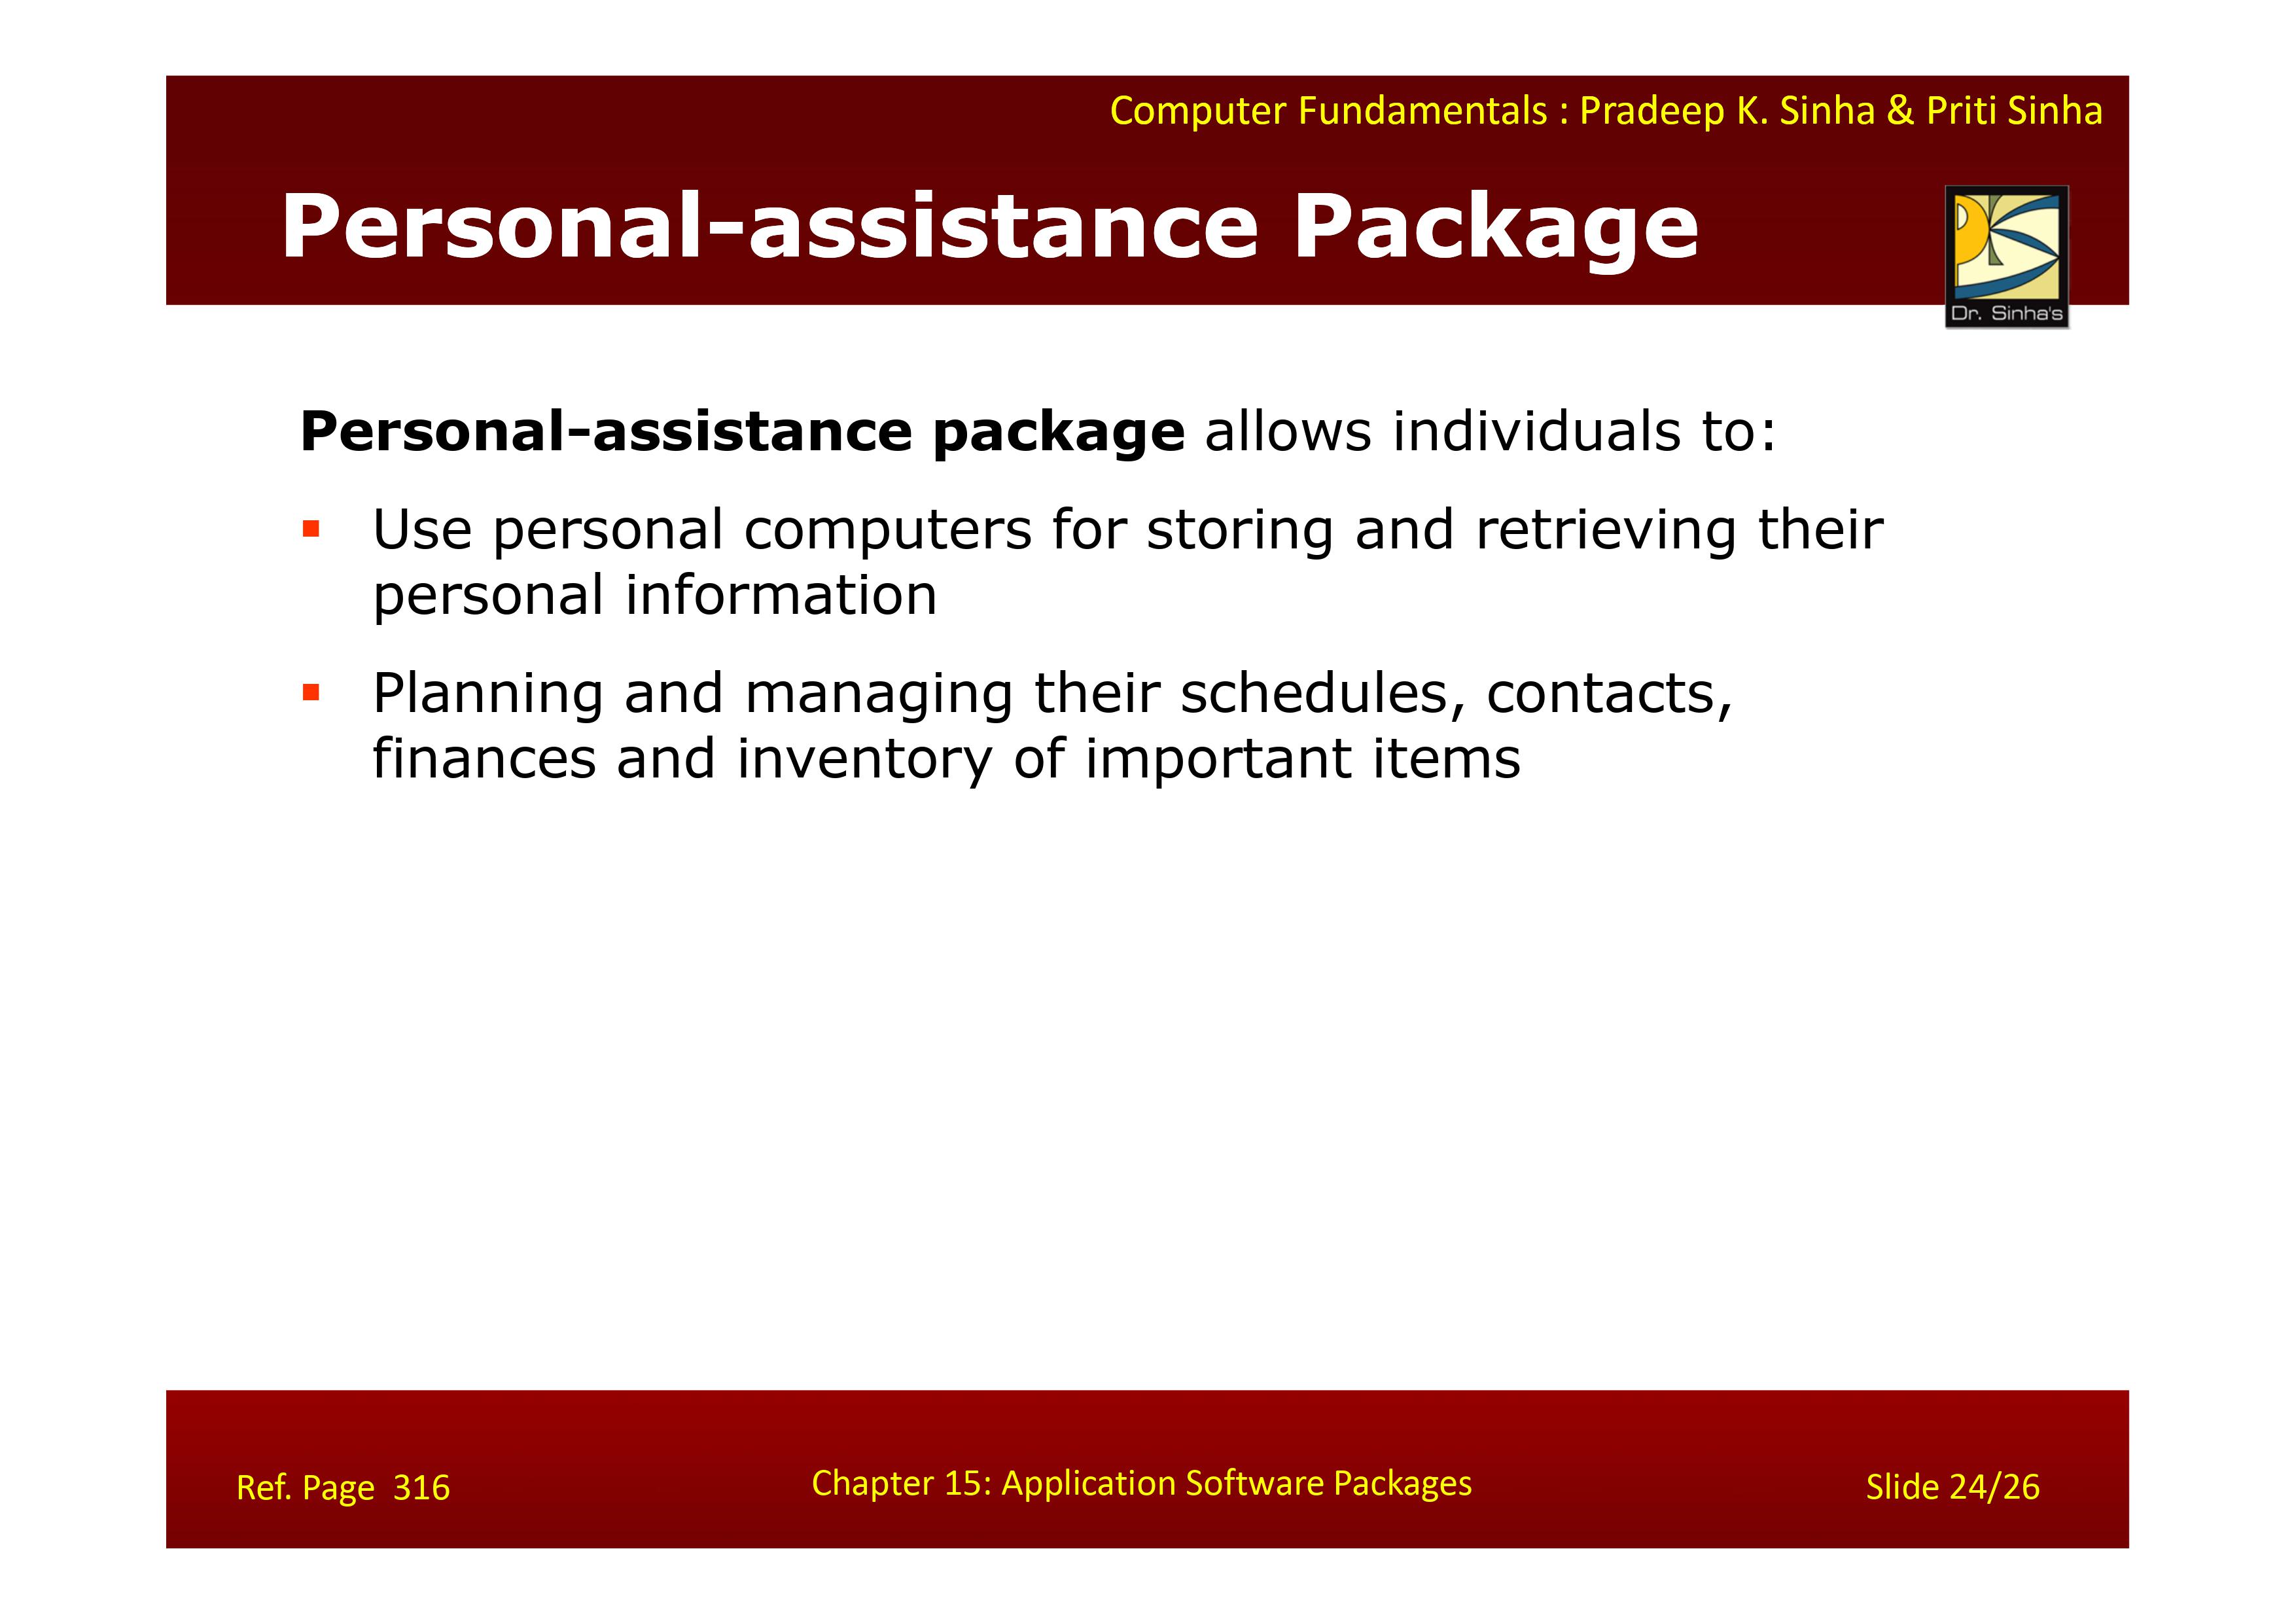 Computer Fundamentals : Pradeep K. Sinha & Priti Sinha
Personal-assistance Package
Dr. Sinha's
Personal-assistance package allows individuals to:
▪ Use personal computers for storing and retrieving their
personal information
▪ Planning and managing their schedules, contacts,
finances and inventory of important items
Ref. Page 316
Chapter 15: Application Software Packages
Slide 24/26